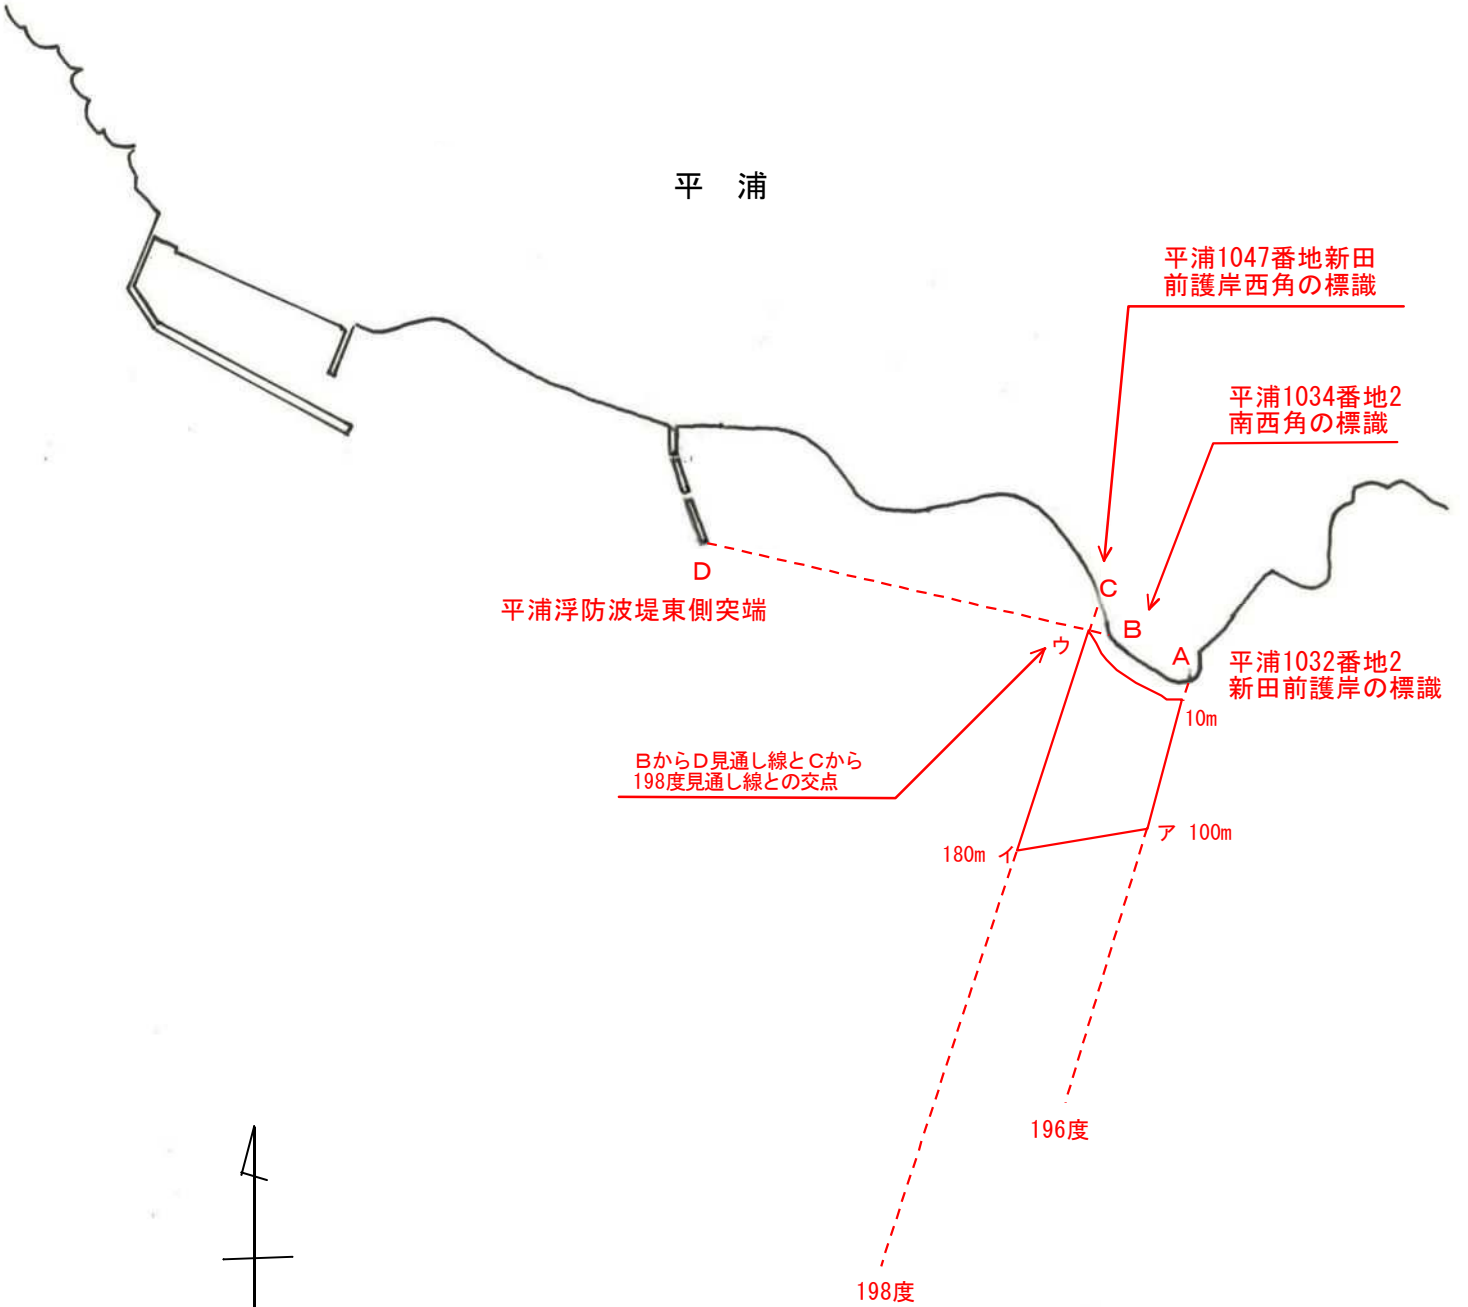 平　浦
平浦1047番地新田
前護岸西角の標識
平浦1034番地2
南西角の標識
D
平浦浮防波堤東側突端
C
B
ウ
A
平浦1032番地2
新田前護岸の標識
10m
BからD見通し線とCから
198度見通し線との交点
ア 100m
180m イ
196度
198度